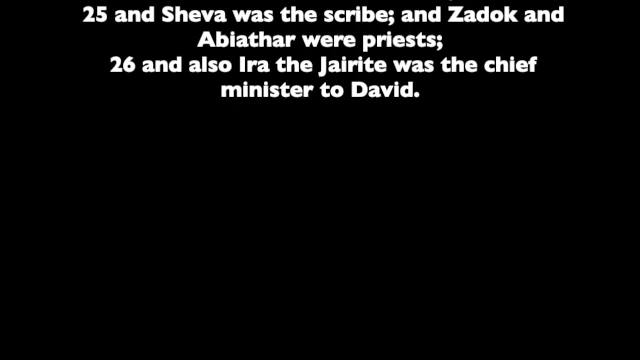 25 and Sheva was the scribe; and Zadok and
Abiathar were priests;
26 and also Ira the Jairite was the chief
minister to David.